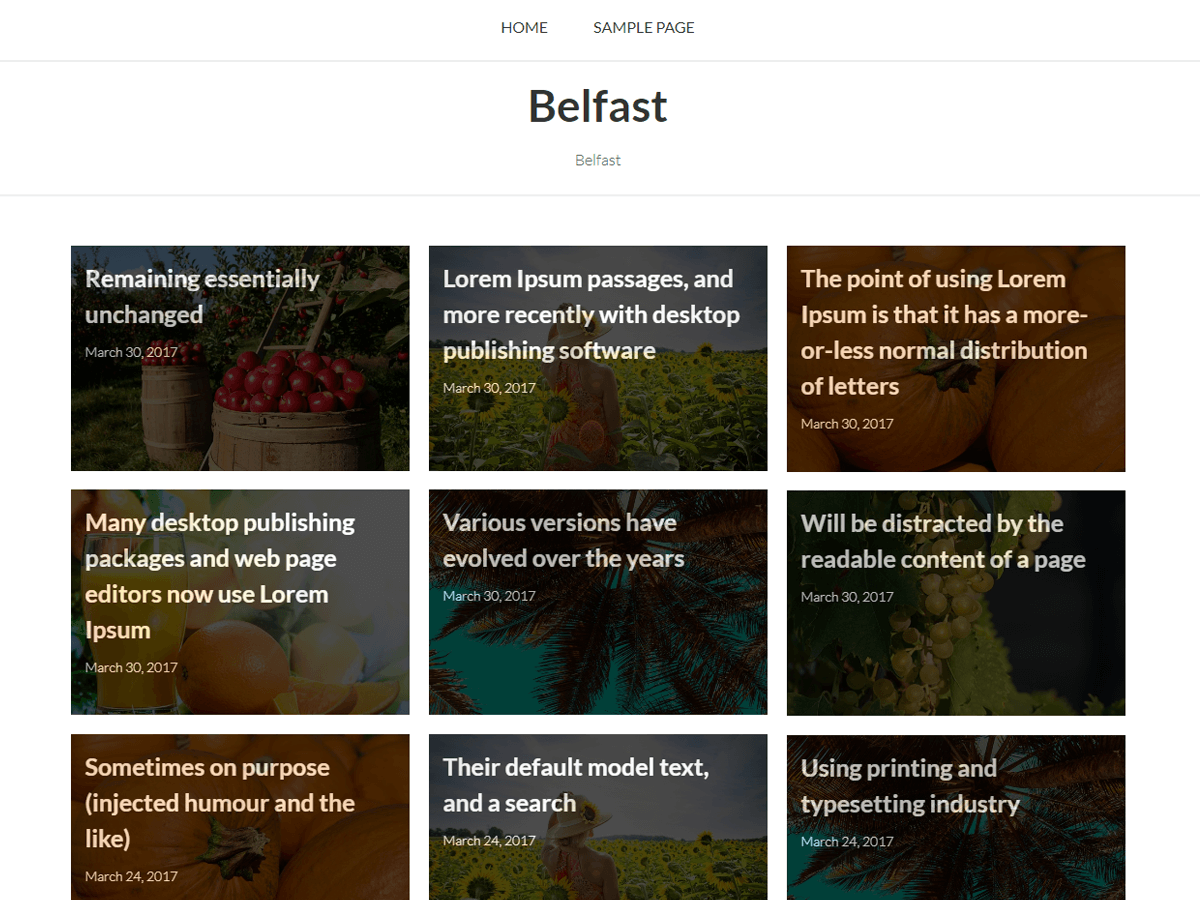 HOME SAMPLE PAGE
Belfast
Belfast
Remaining essentially
unchanged
March 30, 2017
Lorem Ipsum passages, and
more recently with desktop
publishing software
March 30, 2017
The point of using Lorem
Ipsum is that it has a more-
or-less normal distribution
of letters
March 30, 2017
Many desktop publishing
packages and web page
editors now use Lorem
Ipsum
March 30, 2017
Various versions have
evolved over the years
March 30, 2017
Will be distracted by the
readable content of a page
March 30, 2017
Sometimes on purpose
(injected humour and the
like)
March 24, 2017
Their default model text,
and a search
March 24, 2017
Using printing and
typesetting industry
March 24, 2017